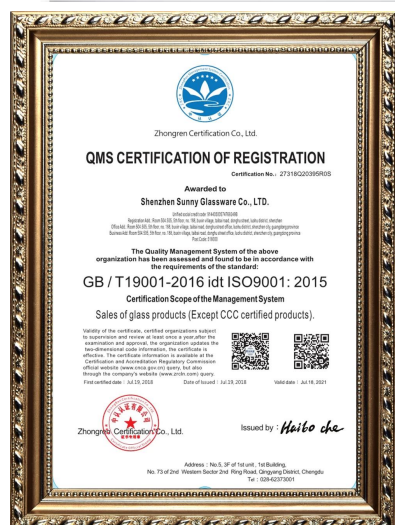 Zhongren Certification Co., Ltd.
QMS CERTIFICATION OF REGISTRATION
Certification No.: 27318Q20395R0S
Awarded to
Shenzhen Sunny Glassware Co., LTD.
The Quality Management System of the above
organization has been assessed and found to be in accordance with
the requirements of the standard:
GB / T19001-2016 idt ISO9001: 2015
Certification Scope of the Management System
Sales of glass products (Except CCC certified products).
Validity of the certificate, certified organizations subject
to supervision and review at least once a year,after the
examination and approval, the organization updates the
two-dimensional code information, the certificate is
effective. The certificate information is available at the
Certification and Accreditation Regulatory Commission
official website (www.cnca.gov.cn) query, but also
through the company's website (www.zrcln.com) query.
First certified date : Jul.19, 2018 Date of Issued : Jul.19, 2018 Valid date : Jul.18, 2021
Zhongren Certification Co., Ltd.
Issued by : Haibo che
Address : No.5, 3F of 1st unit , 1st Building,
No. 73 of 2nd Western Sector 2nd Ring Road, Qingyang District, Chengdu
Tel : 028-62373001